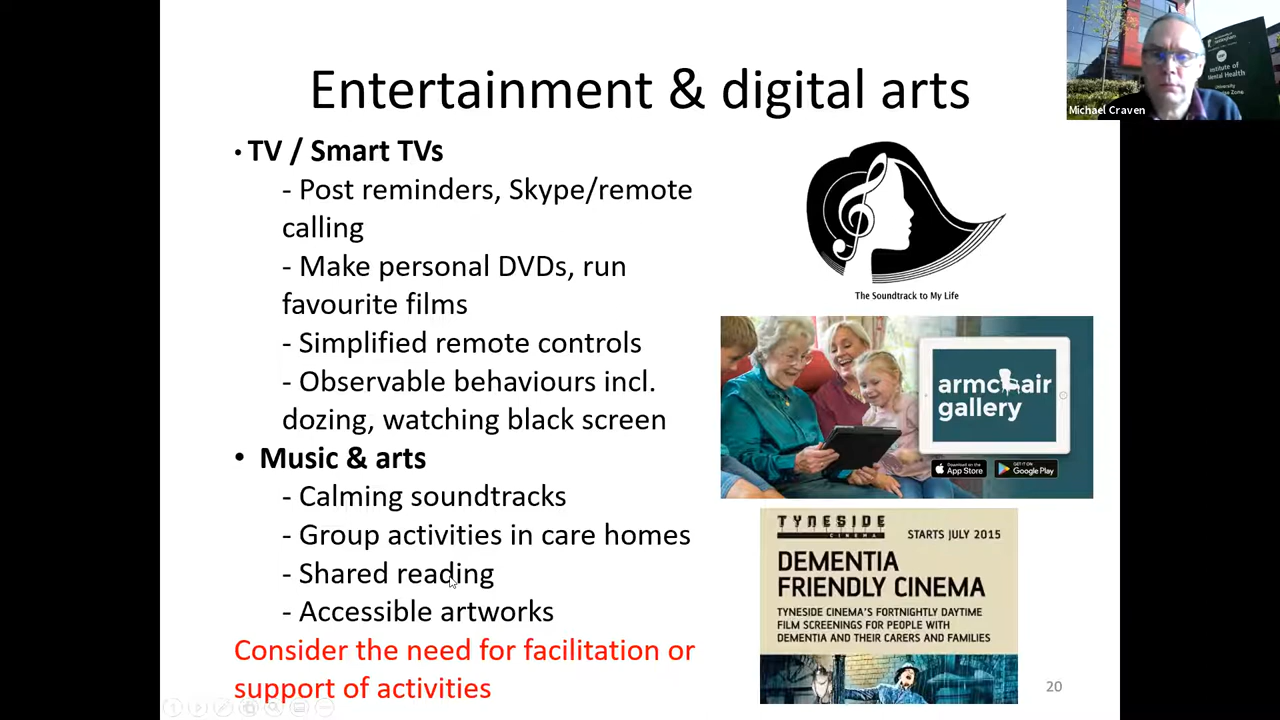 Entertainment & digital arts
• TV / Smart TVs
- Post reminders, Skype/remote
calling
- Make personal DVDs, run
favourite films
- Simplified remote controls
- Observable behaviours incl.
dozing, watching black screen
• Music & arts
- Calming soundtracks
- Group activities in care homes
- Shared reading
- Accessible artworks
Consider the need for facilitation or
support of activities
The Soundtrack to My Life
armchair
gallery
Download on the
App Store
GET IT ON
Google Play
TYNESIDE
CINEMA
STARTS JULY 2015
DEMENTIA
FRIENDLY CINEMA
TYNESIDE CINEMA'S FORTNIGHTLY DAYTIME
FILM SCREENINGS FOR PEOPLE WITH
DEMENTIA AND THEIR CARERS AND FAMILIES
20
Michael Craven
Institute of
Mental Health